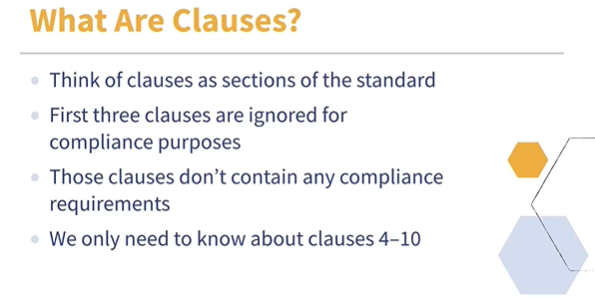 What Are Clauses?
Think of clauses as sections of the standard
First three clauses are ignored for
compliance purposes
Those clauses don’t contain any compliance
requirements
We only need to know about clauses 4–10